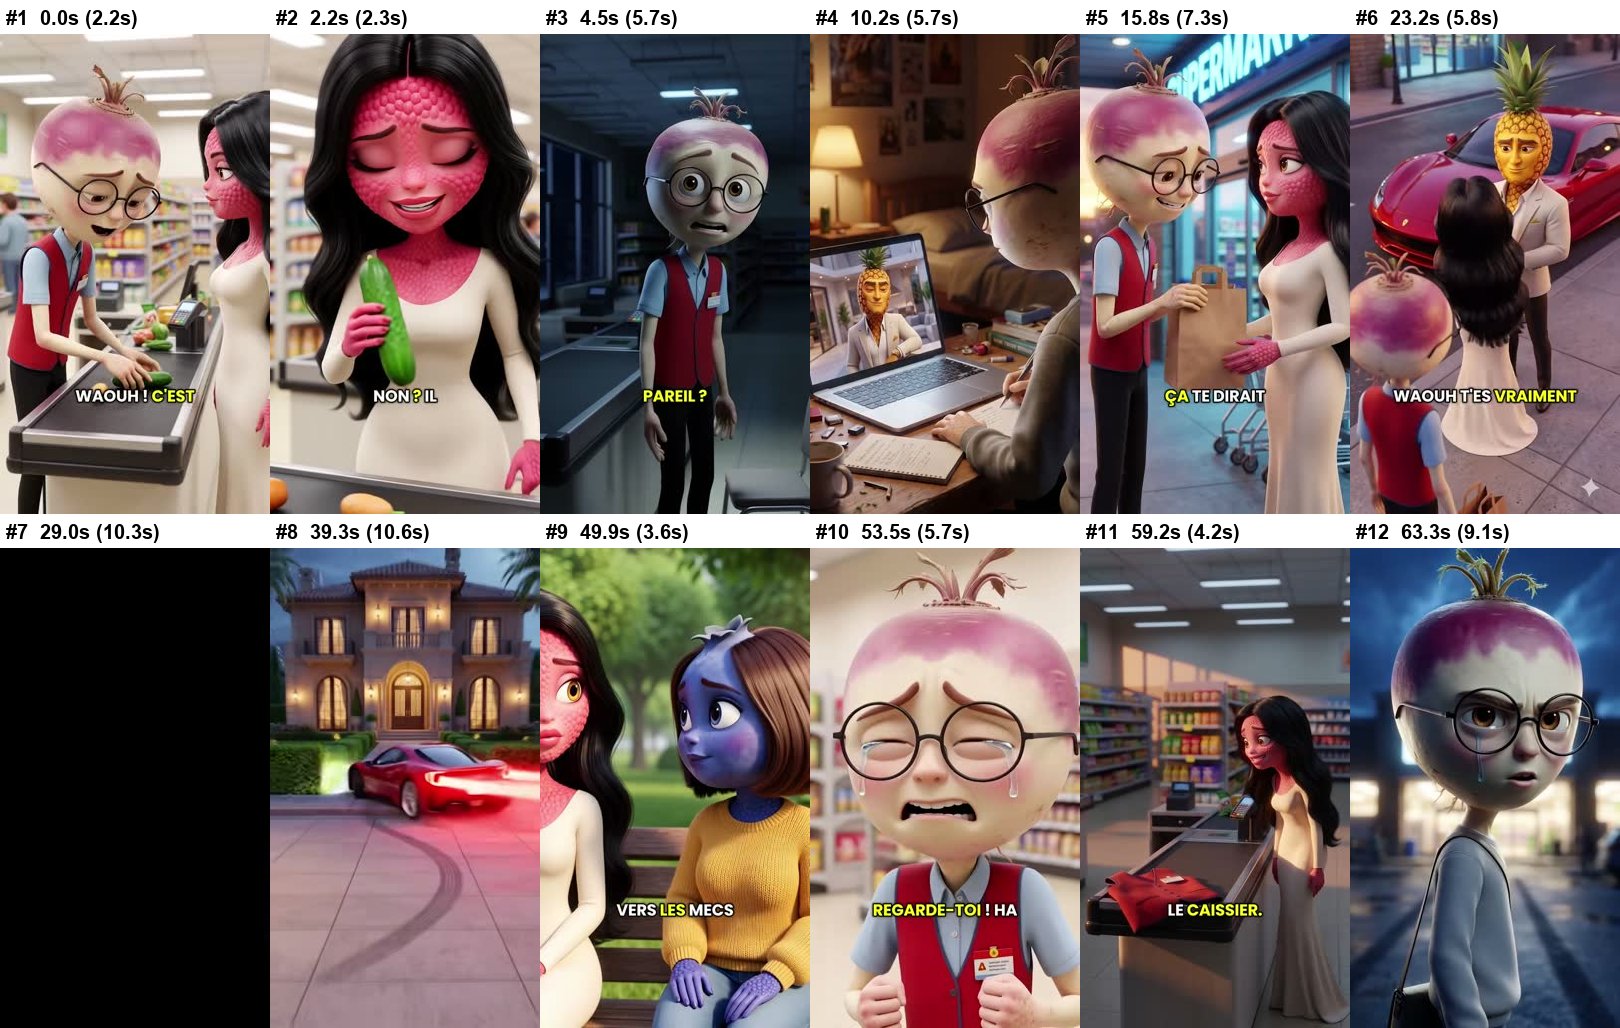 #1 0.0s (2.2s)
#2 2.2s (2.3s)
#3 4.5s (5.7s)
#4 10.2s (5.7s)
#5 15.8s (7.3s)
#6 23.2s (5.8s)
WAOUH ! C'EST
NON ? IL
PAREIL ?
ÇA TE DIRAIT
WAOUH T'ES VRAIMENT
#7 29.0s (10.3s)
#8 39.3s (10.6s)
#9 49.9s (3.6s)
#10 53.5s (5.7s)
#11 59.2s (4.2s)
#12 63.3s (9.1s)
VERS LES MECS
REGARDE-TOI ! HA
LE CAISSIER.